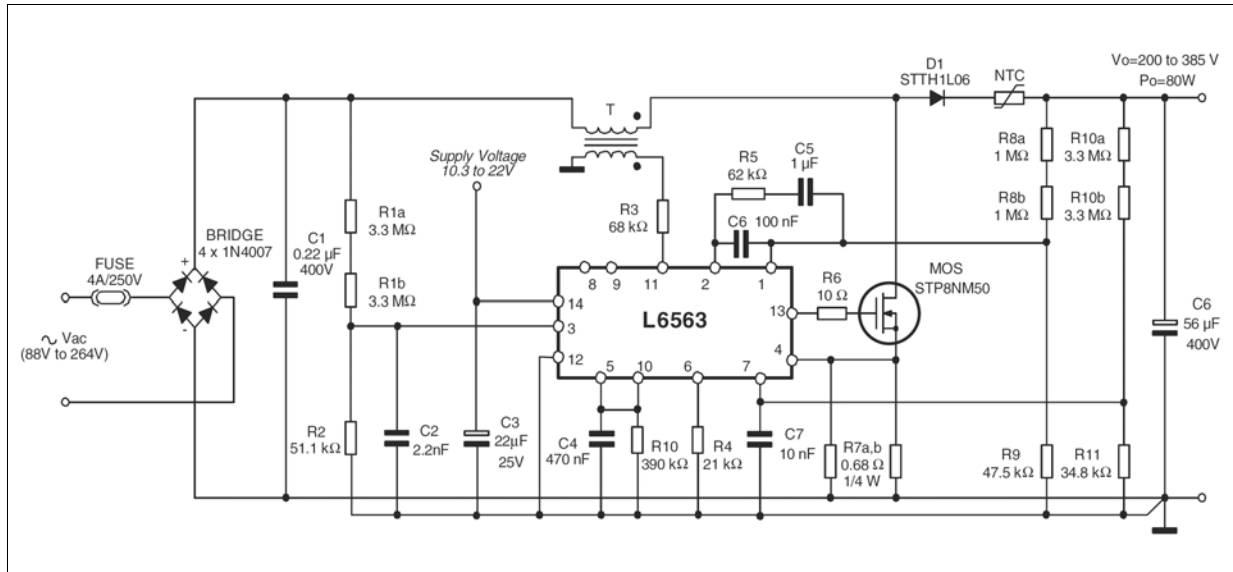 D1
STTH1L06
NTC
Vo=200 to 385 V
Po=80W
T
Supply Voltage
10.3 to 22V
R5
62 kΩ
C5
1 µF
R8a
1 MΩ
R10a
3.3 MΩ
R1a
3.3 MΩ
R3
68 kΩ
C6 100 nF
R8b
1 MΩ
R10b
3.3 MΩ
BRIDGE
4 x 1N4007
+
-
C1
0.22 µF
400V
FUSE
4A/250V
R1b
3.3 MΩ
8
9
11
2
1
R6
10 Ω
MOS
STP8NM50
14
3
12
L6563
13
4
C6
56 µF
400V
~ Vac
(88V to 264V)
5
10
6
7
R2
51.1 kΩ
C2
2.2nF
C3
22µF
25V
C4
470 nF
R10
390 kΩ
R4
21 kΩ
C7
10 nF
R7a,b
0.68 Ω
1/4 W
R9
47.5 kΩ
R11
34.8 kΩ